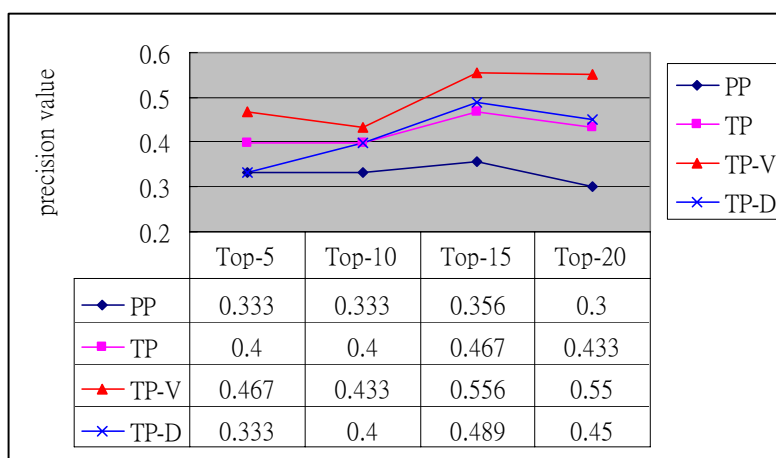 precision value
0.6
0.5
0.4
0.3
0.2
PP
TP
TP-V
TP-D
Top-5 Top-10 Top-15 Top-20
PP 0.333 0.333 0.356 0.3
TP 0.4 0.4 0.467 0.433
TP-V 0.467 0.433 0.556 0.55
TP-D 0.333 0.4 0.489 0.45